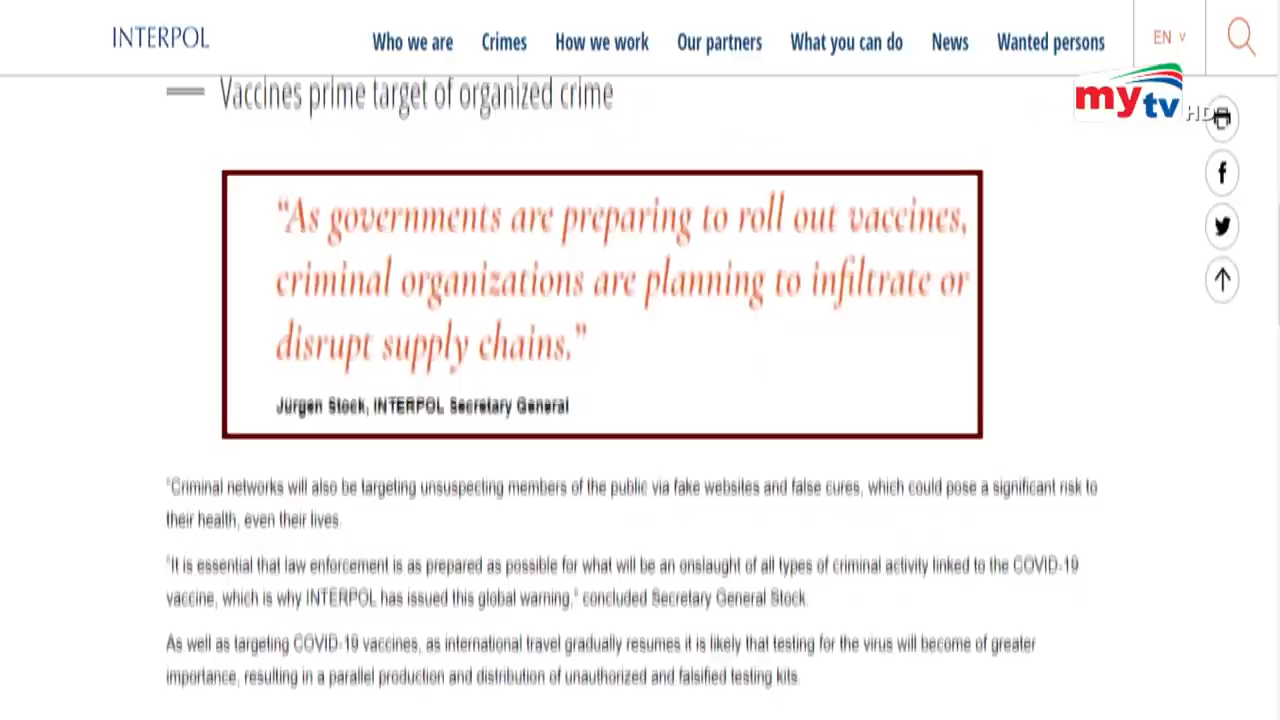 INTERPOL
Who we are Crimes How we work Our partners What you can do News Wanted persons EN
Vaccines prime target of organized crime
mytv HD
"As governments are preparing to roll out vaccines,
criminal organizations are planning to infiltrate or
disrupt supply chains."
Jürgen Stock, INTERPOL Secretary General
"Criminal networks will also be targeting unsuspecting members of the public via fake websites and false cures, which could pose a significant risk to
their health, even their lives.
"It is essential that law enforcement is as prepared as possible for what will be an onslaught of all types of criminal activity linked to the COVID-19
vaccine, which is why INTERPOL has issued this global warning," concluded Secretary General Stock.
As well as targeting COVID-19 vaccines, as international travel gradually resumes it is likely that testing for the virus will become of greater
importance, resulting in a parallel production and distribution of unauthorized and falsified testing kits.